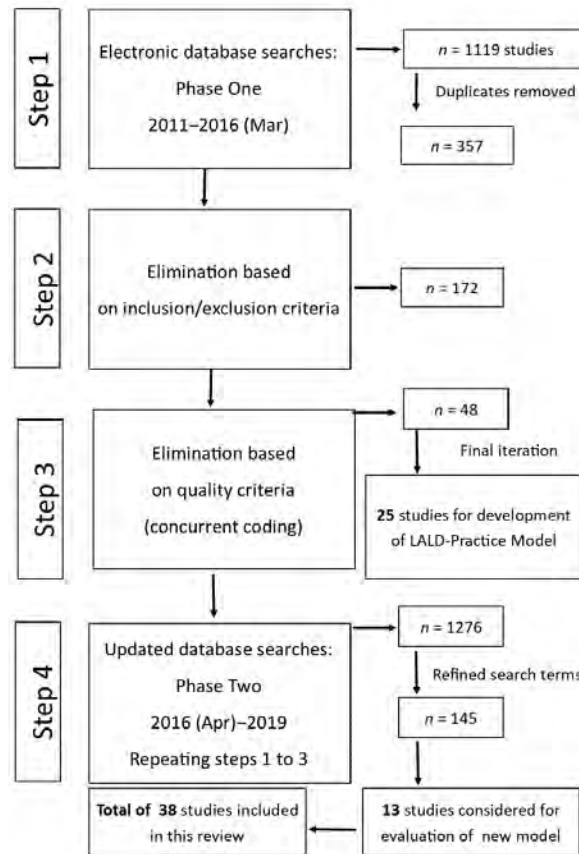 Step 1
Electronic database searches:
Phase One
2011–2016 (Mar)
n = 1119 studies
Duplicates removed
n = 357
Step 2
Elimination based
on inclusion/exclusion criteria
n = 172
Step 3
Elimination based
on quality criteria
(concurrent coding)
n = 48
Final iteration
25 studies for development
of LALD-Practice Model
Step 4
Updated database searches:
Phase Two
2016 (Apr)–2019
Repeating steps 1 to 3
n = 1276
Refined search terms
n = 145
13 studies considered for
evaluation of new model
Total of 38 studies included
in this review